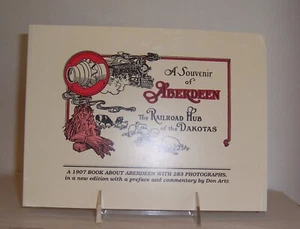 A Souvenir
of
ABERDEEN
The RAILROAD HUB
of the DAKOTAS
A 1907 BOOK ABOUT ABERDEEN WITH 283 PHOTOGRAPHS,
in a new edition with a preface and commentary by Don Artz